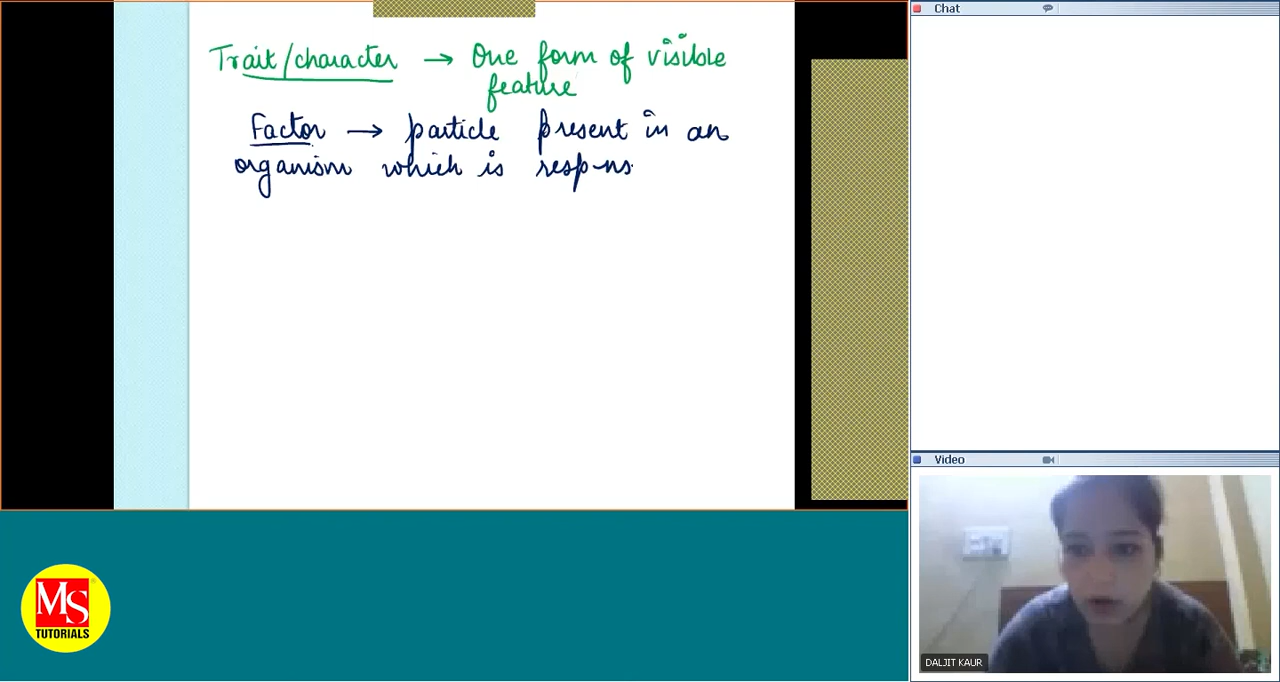 Trait/character → One form of visible
feature
Factor → particle present in an
organism which is respons
Chat
Video
DALJIT KAUR
MS
TUTORIALS